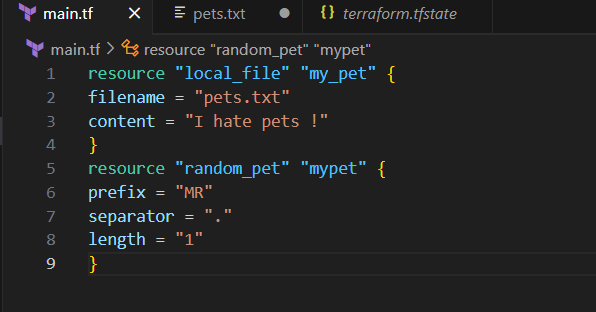 main.tf pets.txt terraform.tfstate
main.tf > resource "random_pet" "mypet"
1 resource "local_file" "my_pet" {
2 filename = "pets.txt"
3 content = "I hate pets !"
4 }
5 resource "random_pet" "mypet" {
6 prefix = "MR"
7 separator = "."
8 length = "1"
9 }